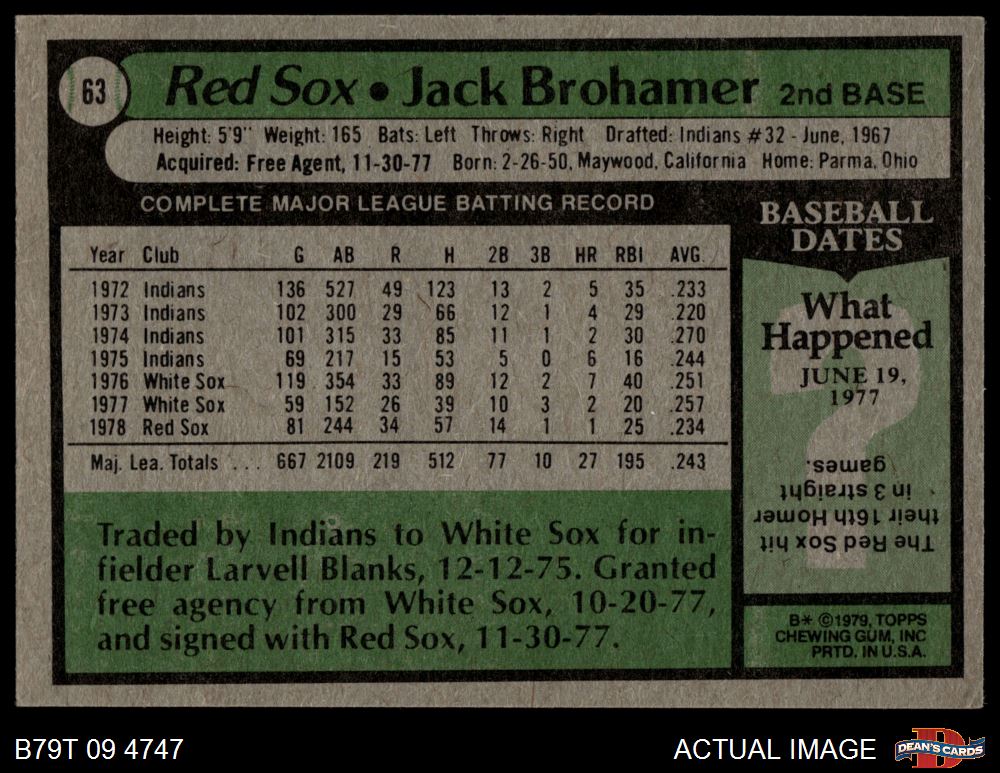 63
Red Sox • Jack Brohamer 2nd BASE
Height: 5'9" Weight: 165 Bats: Left Throws: Right Drafted: Indians #32 - June, 1967
Acquired: Free Agent, 11-30-77 Born: 2-26-50, Maywood, California Home: Parma, Ohio
COMPLETE MAJOR LEAGUE BATTING RECORD
Year Club G AB R H 2B 3B HR RBI AVG.
1972 Indians 136 527 49 123 13 2 5 35 .233
1973 Indians 102 300 29 66 12 1 4 29 .220
1974 Indians 101 315 33 85 11 1 2 30 .270
1975 Indians 69 217 15 53 5 0 6 16 .244
1976 White Sox 119 354 33 89 12 2 7 40 .251
1977 White Sox 59 152 26 39 10 3 2 20 .257
1978 Red Sox 81 244 34 57 14 1 1 25 .234
Maj. Lea. Totals ... 667 2109 219 512 77 10 27 195 .243
Traded by Indians to White Sox for in-
fielder Larvell Blanks, 12-12-75. Granted
free agency from White Sox, 10-20-77,
and signed with Red Sox, 11-30-77.
BASEBALL
DATES
What
Happened
JUNE 19,
1977
The Red Sox hit
their 16th Homer
in 3 straight
games.
B* ©1979, TOPPS
CHEWING GUM, INC
PRTD. IN U.S.A.
B79T 09 4747
ACTUAL IMAGE
DEAN'S CARDS